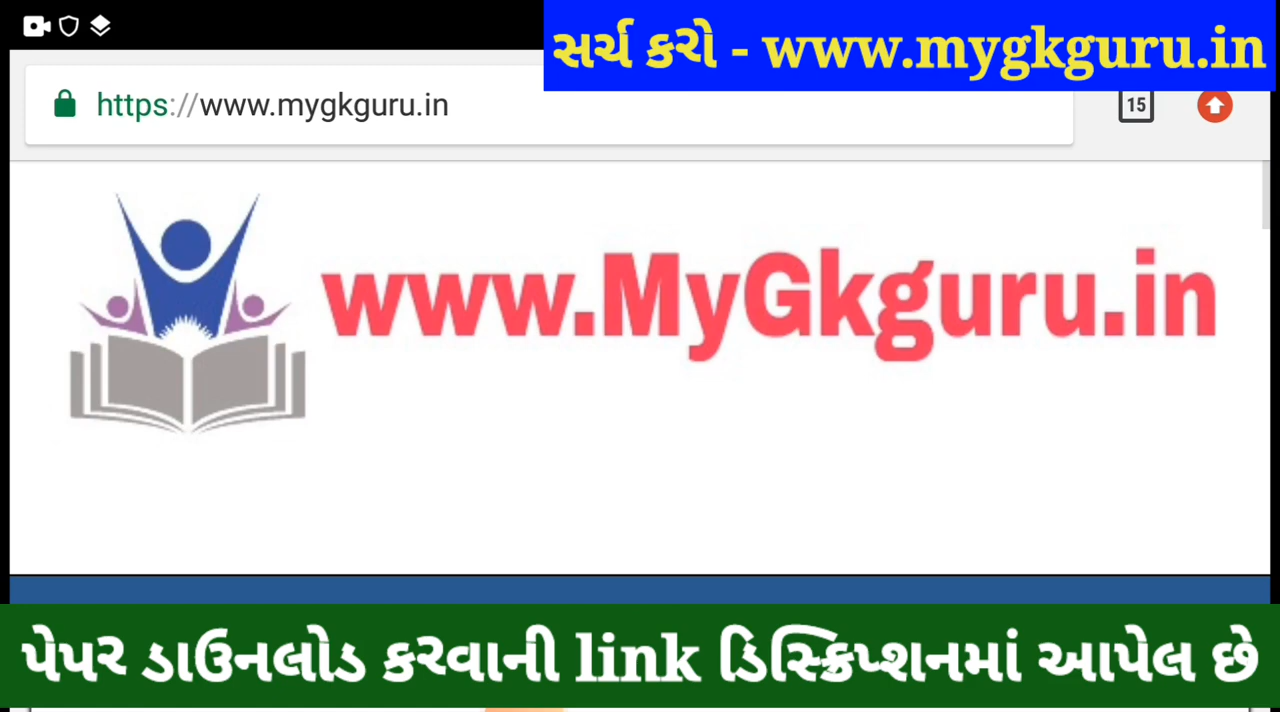 સર્ચ કરો - www.mygkguru.in
https://www.mygkguru.in
15
www.MyGkguru.in
પેપર ડાઉનલોડ કરવાની link ડિસ્ક્રિપ્શનમાં આપેલ છે